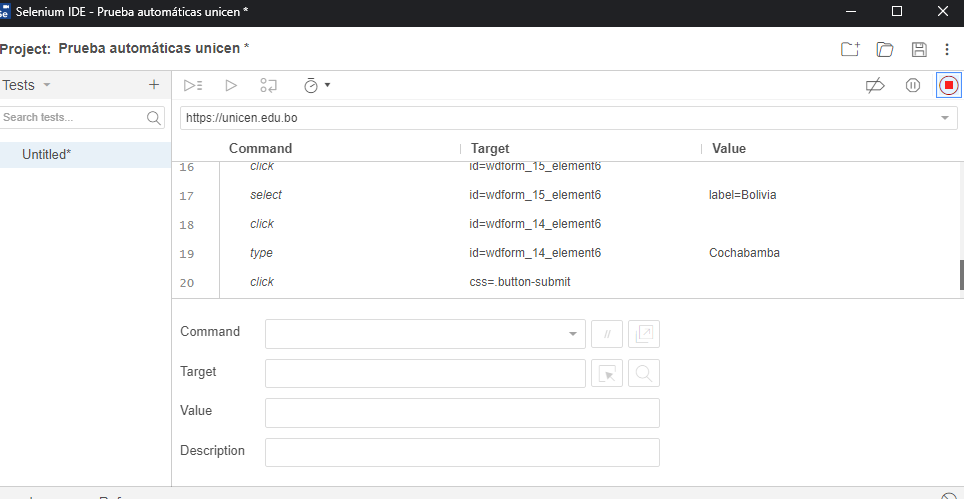 Selenium IDE - Prueba automáticas unicen *
Project: Prueba automáticas unicen *
Tests
Search tests...
Untitled*
https://unicen.edu.bo
Command Target Value
16 click id=wdform_15_element6
17 select id=wdform_15_element6 label=Bolivia
18 click id=wdform_14_element6
19 type id=wdform_14_element6 Cochabamba
20 click css=.button-submit
Command //
Target
Value
Description